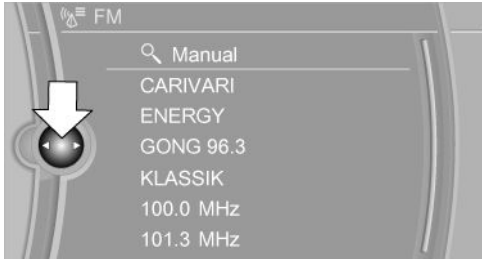 FM
Manual
CARIVARI
ENERGY
GONG 96.3
KLASSIK
100.0 MHz
101.3 MHz